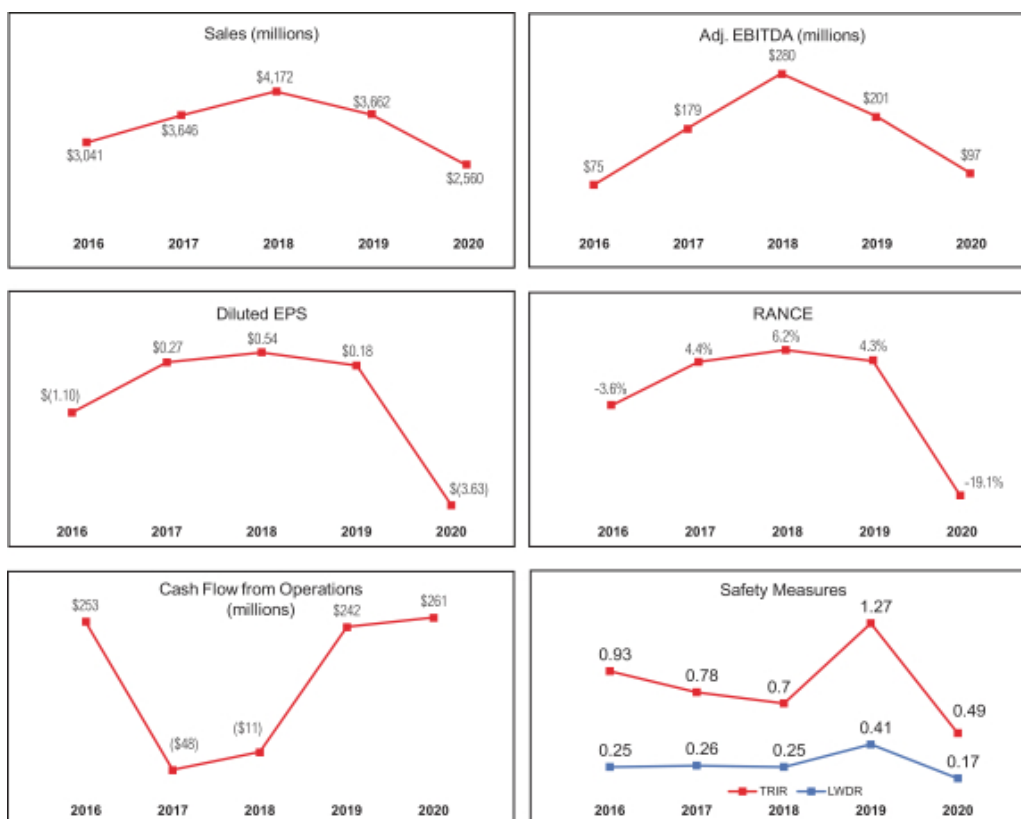 Sales (millions)
$4,172
$3,646
$3,662
$3,041
$2,560
2016 2017 2018 2019 2020
Adj. EBITDA (millions)
$280
$201
$179
$75
$97
2016 2017 2018 2019 2020
Diluted EPS
$0.27
$0.54
$0.18
$(1.10)
$(3.63)
2016 2017 2018 2019 2020
RANCE
6.2%
4.4%
4.3%
-3.6%
-19.1%
2016 2017 2018 2019 2020
Cash Flow from Operations
(millions)
$253
$242
$261
($48)
($11)
2016 2017 2018 2019 2020
Safety Measures
1.27
0.93
0.78
0.7
0.49
0.41
0.25
0.26
0.25
0.17
TRIR LWDR
2016 2017 2018 2019 2020